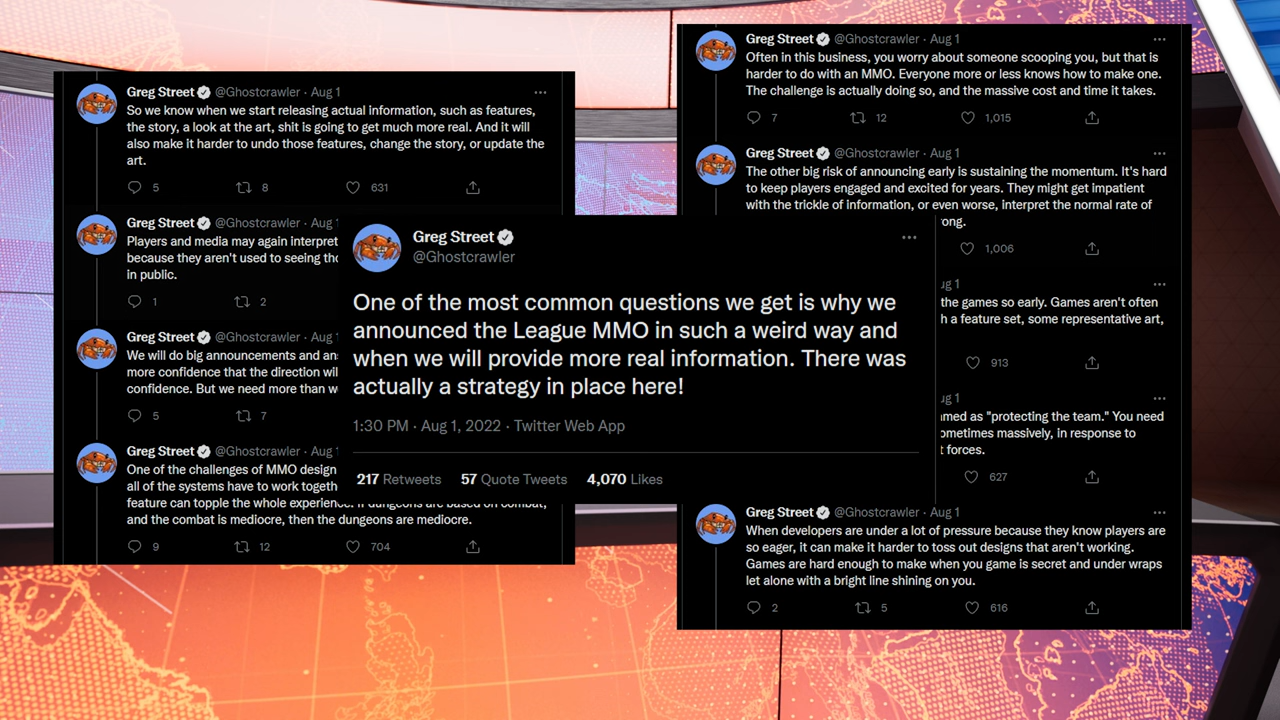 Greg Street @Ghostcrawler · Aug 1
So we know when we start releasing actual information, such as features,
the story, a look at the art, shit is going to get much more real. And it will
also make it harder to undo those features, change the story, or update the
art.
5 8 631
Greg Street @Ghostcrawler · Aug
Players and media may again interpret
because they aren't used to seeing
in public.
1 2
Greg Street @Ghostcrawler · Aug
We will do big announcements and
more confidence that the direction
confidence. But we need more than
5 7
Greg Street @Ghostcrawler · Aug 1
One of the challenges of MMO design
all of the systems have to work
feature can topple the whole experience. If dungeons are based on combat,
and the combat is mediocre, then the dungeons are mediocre.
9 12 704
Greg Street
@Ghostcrawler
One of the most common questions we get is why we
announced the League MMO in such a weird way and
when we will provide more real information. There was
actually a strategy in place here!
1:30 PM · Aug 1, 2022 · Twitter Web App
217 Retweets 57 Quote Tweets 4,070 Likes
Greg Street @Ghostcrawler · Aug 1
Often in this business, you worry about someone scooping you, but that is
harder to do with an MMO. Everyone more or less knows how to make one.
The challenge is actually doing so, and the massive cost and time it takes.
7 12 1,015
Greg Street @Ghostcrawler · Aug 1
The other big risk of announcing early is sustaining the momentum. It's hard
to keep players engaged and excited for years. They might get impatient
with the trickle of information, or even worse, interpret the normal rate of
1,006
1
the games so early. Games aren't often
a feature set, some representative art,
913
1
as "protecting the team." You need
sometimes massively, in response to
forces.
627
Greg Street @Ghostcrawler · Aug 1
When developers are under a lot of pressure because they know players are
so eager, it can make it harder to toss out designs that aren't working.
Games are hard enough to make when you game is secret and under wraps
let alone with a bright line shining on you.
2 5 616